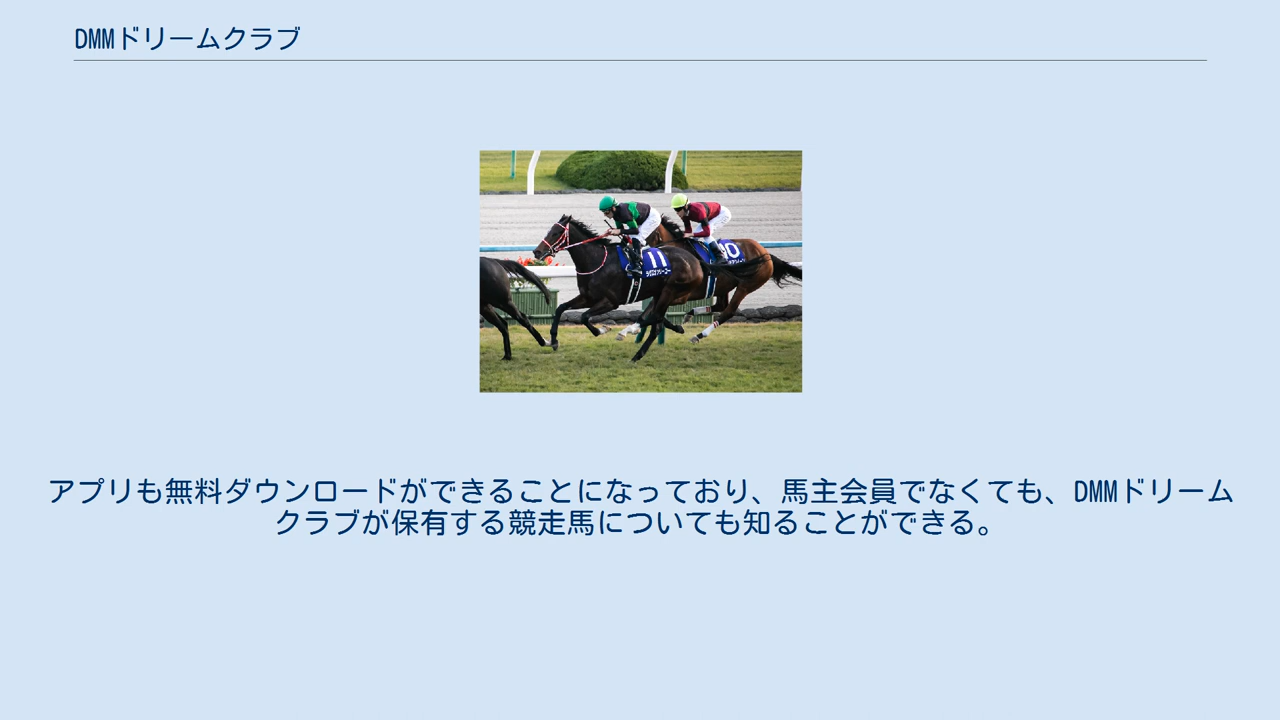 DMMドリームクラブ
11
アプリも無料ダウンロードができることになっており、馬主会員でなくても、DMMドリーム
クラブが保有する競走馬についても知ることができる。